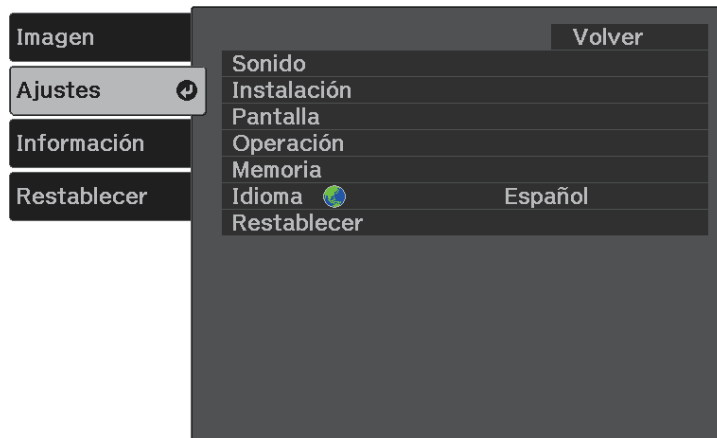 Imagen
Ajustes
Información
Restablecer
Volver
Sonido
Instalación
Pantalla
Operación
Memoria
Idioma Español
Restablecer